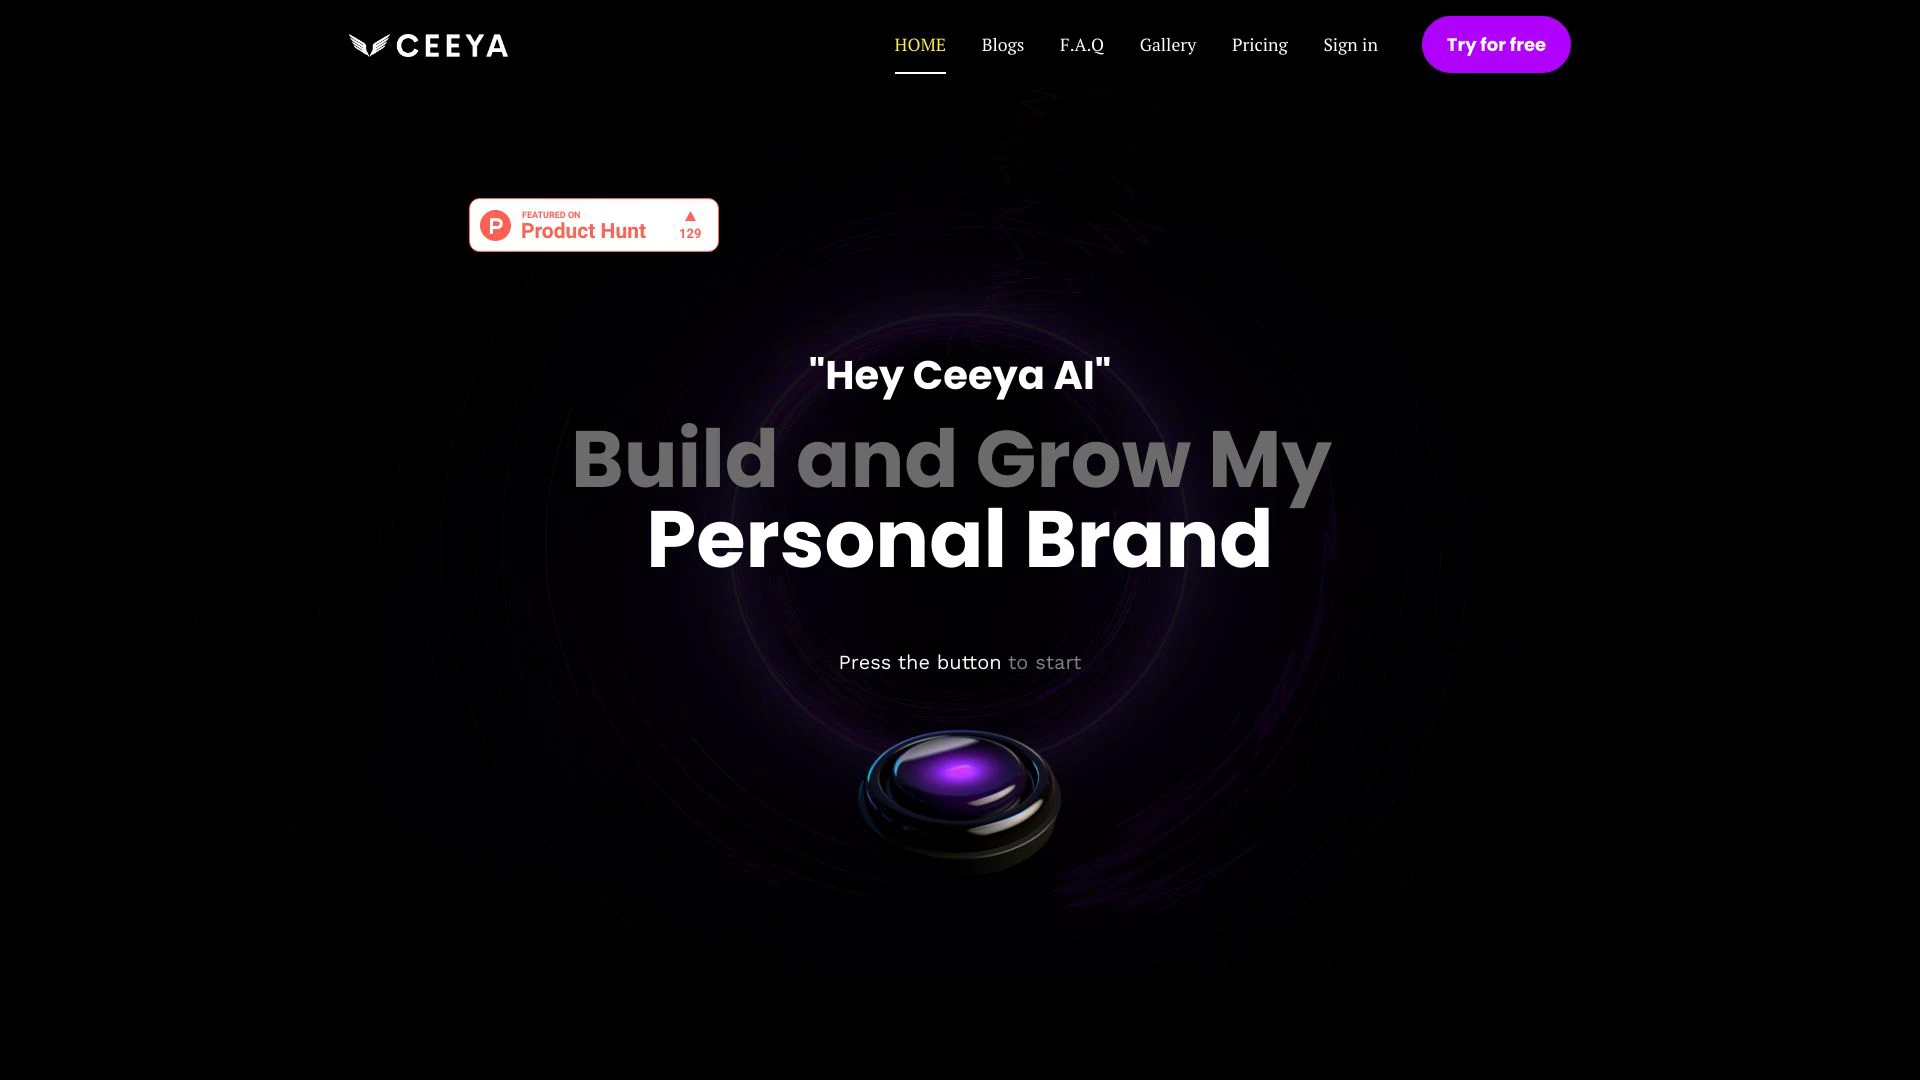 CEEYA
HOME Blogs F.A.Q Gallery Pricing Sign in Try for free
P FEATURED ON
Product Hunt 129
"Hey Ceeya AI"
Build and Grow My
Personal Brand
Press the button to start